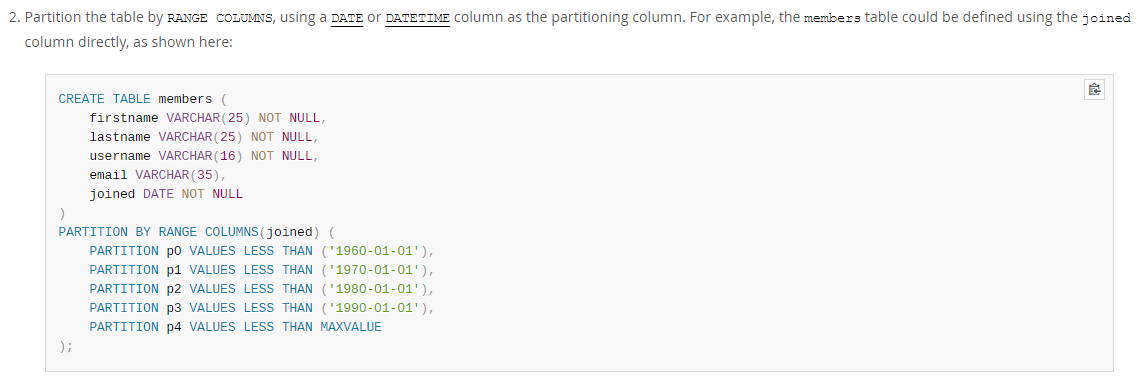 2. Partition the table by RANGE COLUMNS, using a DATE or DATETIME column as the partitioning column. For example, the members table could be defined using the joined
column directly, as shown here:
CREATE TABLE members (
    firstname VARCHAR(25) NOT NULL,
    lastname VARCHAR(25) NOT NULL,
    username VARCHAR(16) NOT NULL,
    email VARCHAR(35),
    joined DATE NOT NULL
)
PARTITION BY RANGE COLUMNS(joined) (
    PARTITION p0 VALUES LESS THAN ('1960-01-01'),
    PARTITION p1 VALUES LESS THAN ('1970-01-01'),
    PARTITION p2 VALUES LESS THAN ('1980-01-01'),
    PARTITION p3 VALUES LESS THAN ('1990-01-01'),
    PARTITION p4 VALUES LESS THAN MAXVALUE
);